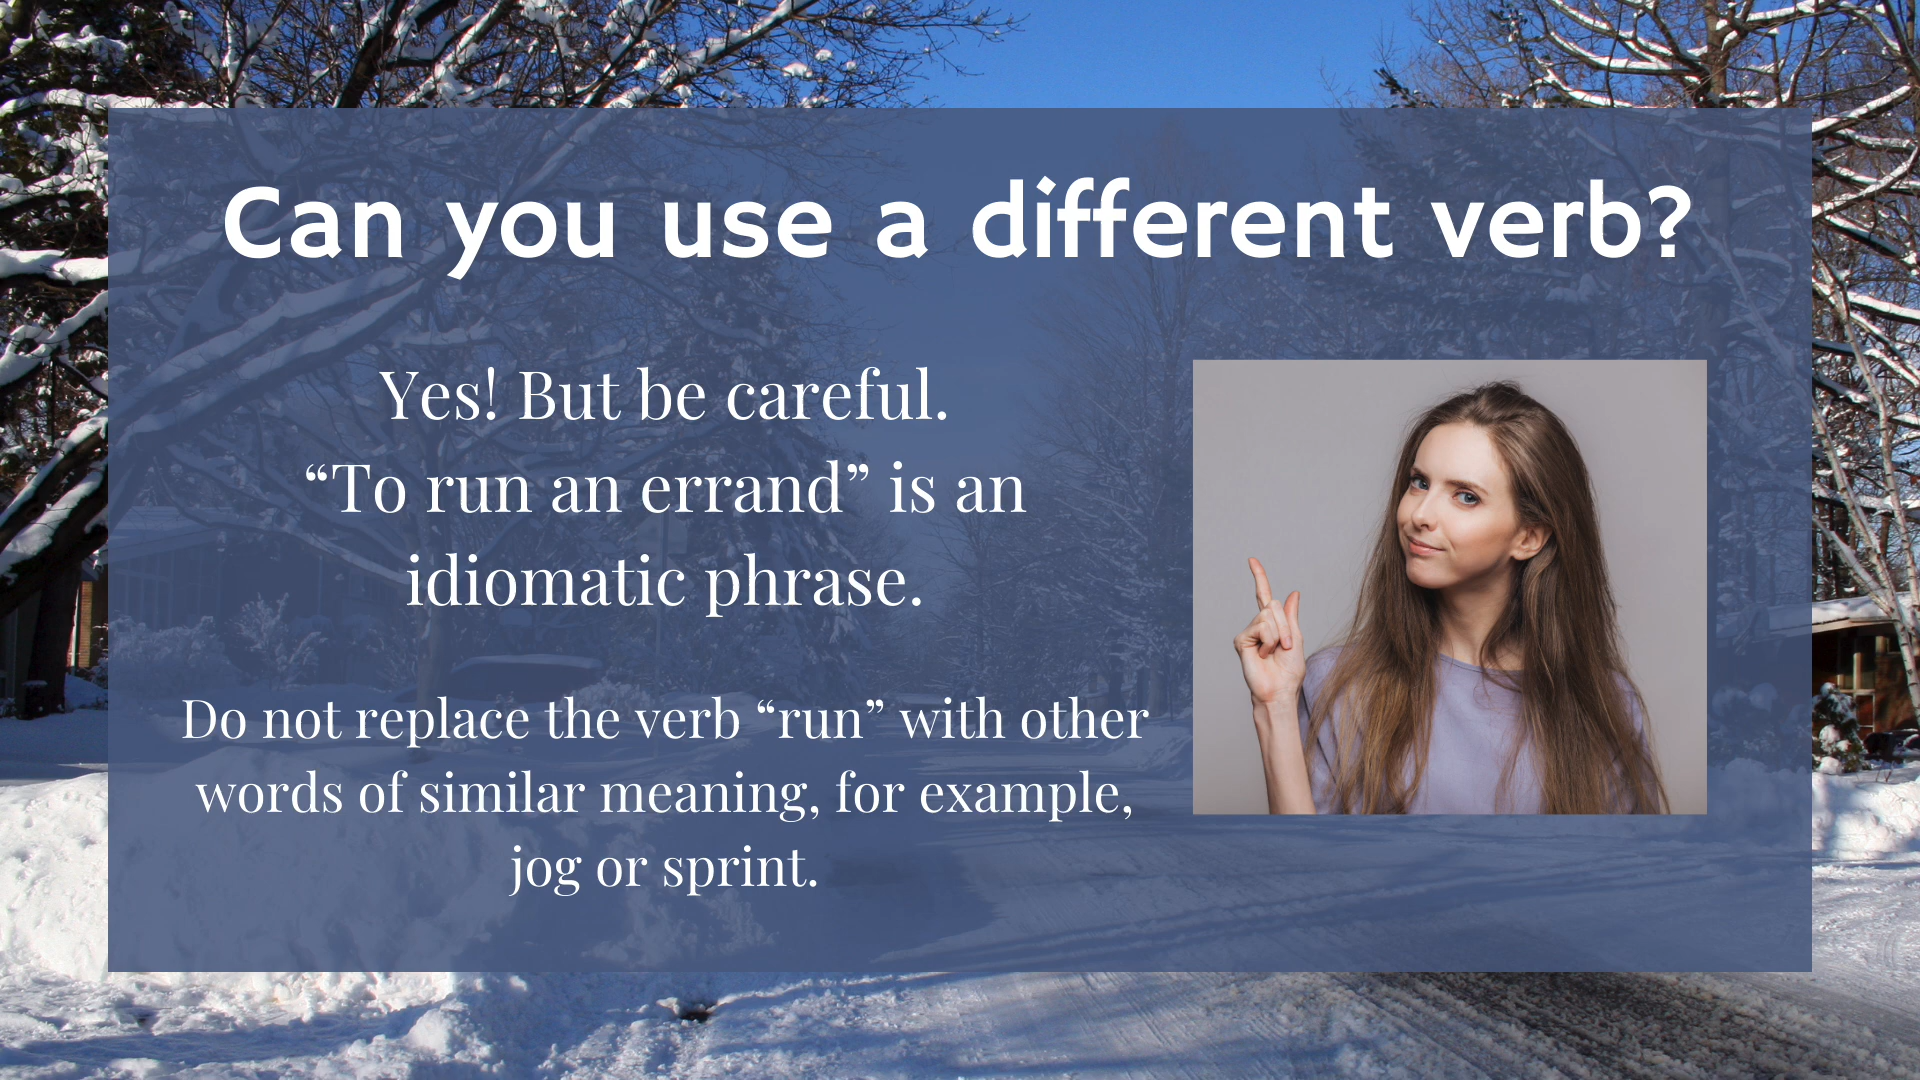 Can you use a different verb?
Yes! But be careful.
“To run an errand” is an
idiomatic phrase.
Do not replace the verb “run” with other
words of similar meaning, for example,
jog or sprint.